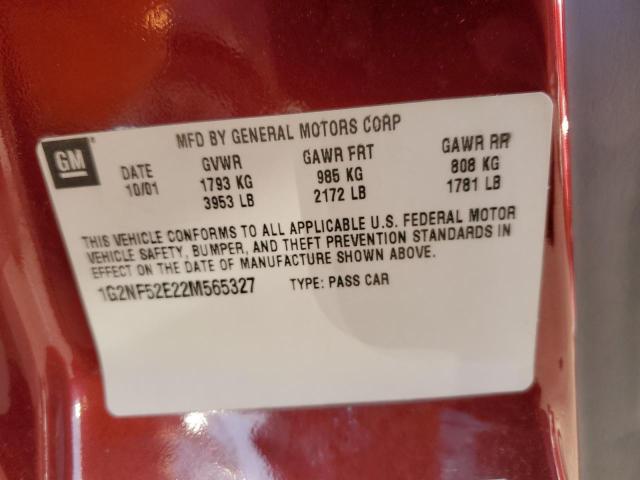 MFD BY GENERAL MOTORS CORP
GM DATE GVWR GAWR FRT GAWR RR
10/01 1793 KG 985 KG 808 KG
3953 LB 2172 LB 1781 LB
THIS VEHICLE CONFORMS TO ALL APPLICABLE U.S. FEDERAL MOTOR
VEHICLE SAFETY, BUMPER, AND THEFT PREVENTION STANDARDS IN
EFFECT ON THE DATE OF MANUFACTURE SHOWN ABOVE.
1G2NF52E22M565327 TYPE: PASS CAR